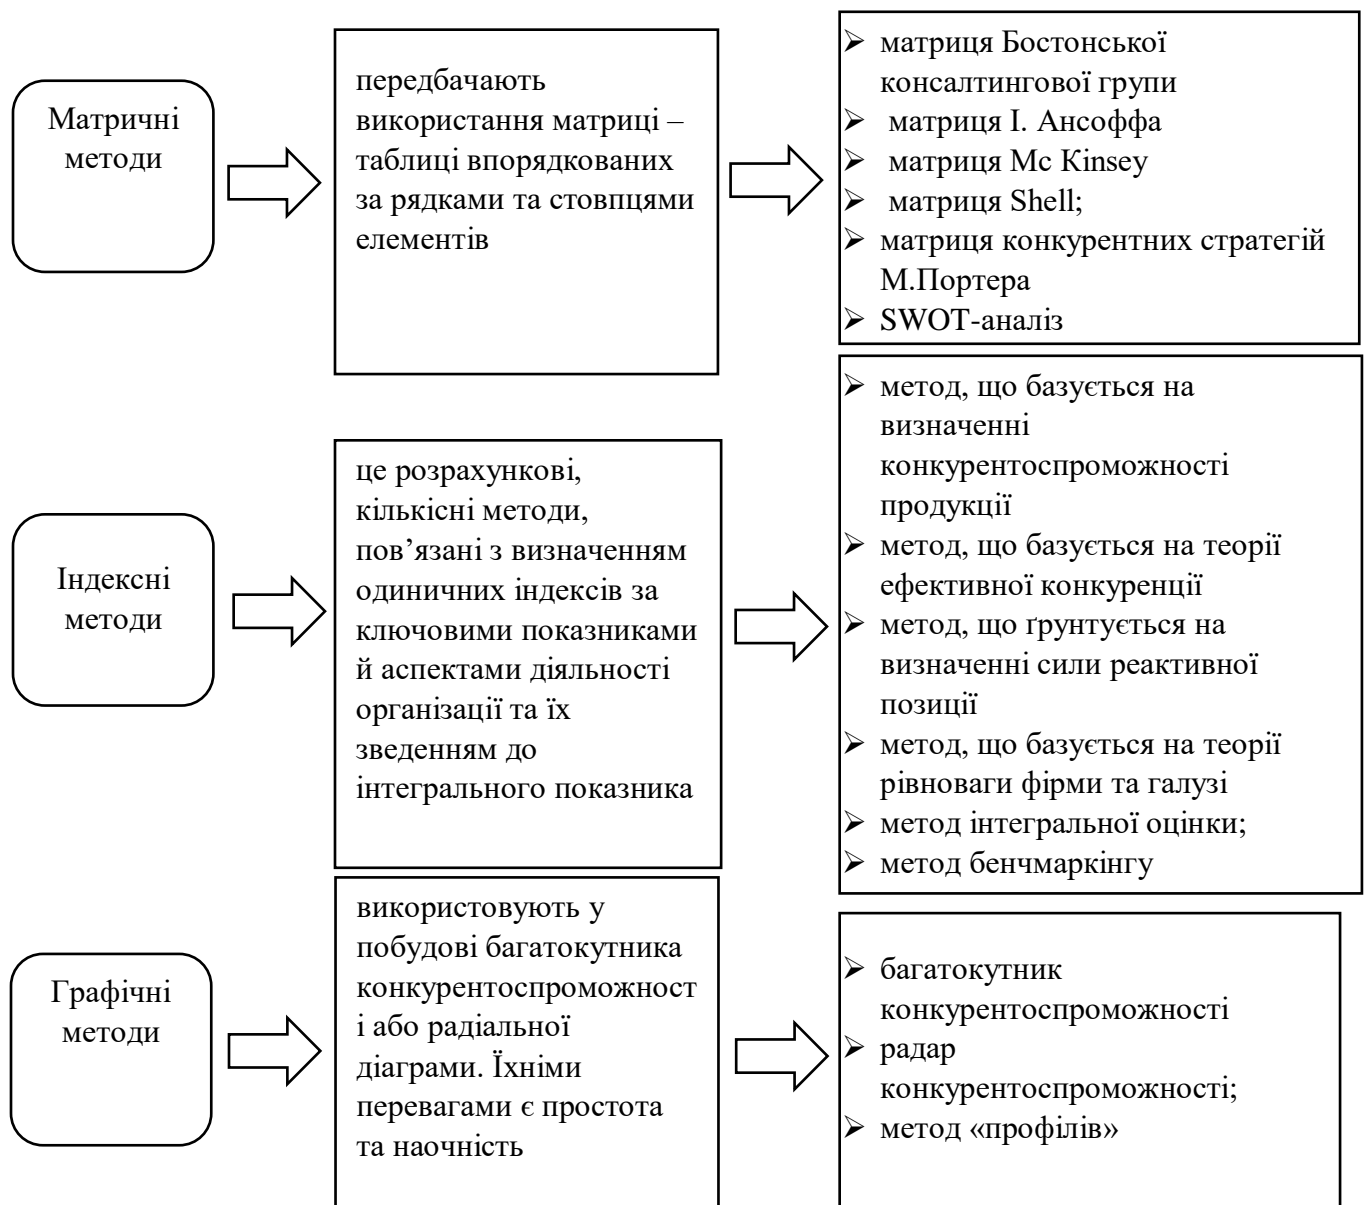 Матричні
методи
передбачають
використання матриці –
таблиці впорядкованих
за рядками та стовпцями
елементів
➢ матриця Бостонської
консалтингової групи
➢ матриця І. Ансоффа
➢ матриця Mc Kinsey
➢ матриця Shell;
➢ матриця конкурентних стратегій
М.Портера
➢ SWOT-аналіз
Індексні
методи
це розрахункові,
кількісні методи,
пов’язані з визначенням
одиничних індексів за
ключовими показниками
й аспектами діяльності
організації та їх
зведенням до
інтегрального показника
➢ метод, що базується на
визначенні
конкурентоспроможності
продукції
➢ метод, що базується на теорії
ефективної конкуренції
➢ метод, що ґрунтується на
визначенні сили реактивної
позиції
➢ метод, що базується на теорії
рівноваги фірми та галузі
➢ метод інтегральної оцінки;
➢ метод бенчмаркінгу
Графічні
методи
використовують у
побудові багатокутника
конкурентоспроможност
і або радіальної
діаграми. Їхніми
перевагами є простота
та наочність
➢ багатокутник
конкурентоспроможності
➢ радар
конкурентоспроможності;
➢ метод «профілів»